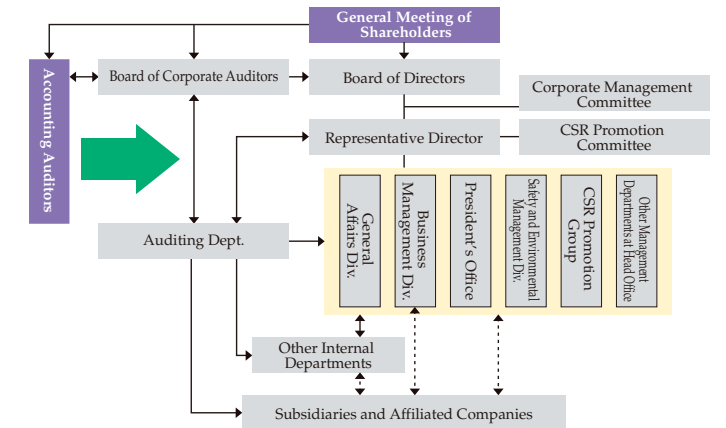 General Meeting of
Shareholders
Accounting Auditors
Board of Corporate Auditors
Board of Directors
Corporate Management
Committee
Representative Director
CSR Promotion
Committee
Auditing Dept.
General
Affairs Div.
Business
Management Div.
President's Office
Safety and Environmental
Management Div.
CSR Promotion
Group
Other Management
Departments at Head Office
Other Internal
Departments
Subsidiaries and Affiliated Companies